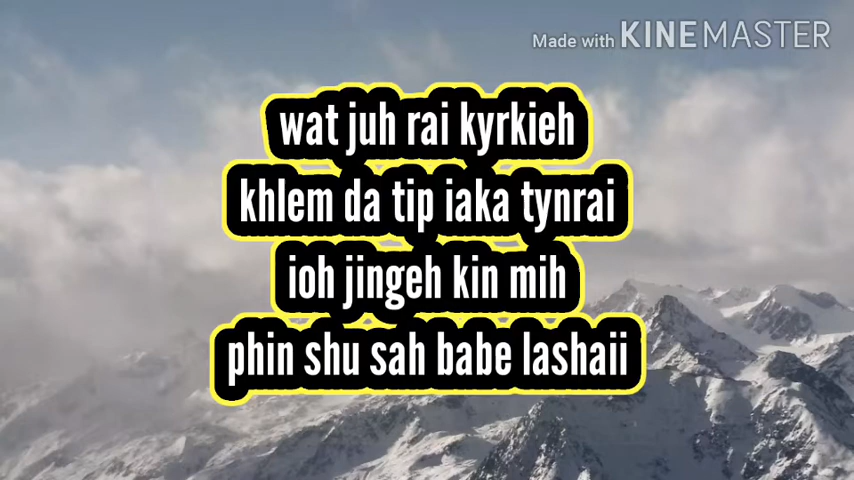 Made with KINEMASTER
wat juh rai kyrkieh
khlem da tip iaka tynrai
ioh jingeh kin mih
phin shu sah babe lashaii